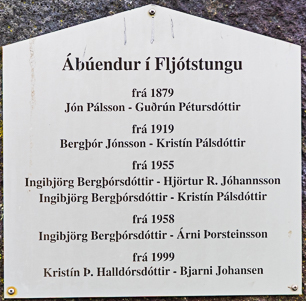 Ábúendur í Fljótstungu
frá 1879
Jón Pálsson - Guðrún Pétursdóttir
frá 1919
Bergþór Jónsson - Kristín Pálsdóttir
frá 1955
Ingibjörg Bergþórsdóttir - Hjörtur R. Jóhannsson
Ingibjörg Bergþórsdóttir - Kristín Pálsdóttir
frá 1958
Ingibjörg Bergþórsdóttir - Árni Þorsteinsson
frá 1999
Kristín Þ. Halldórsdóttir - Bjarni Johansen